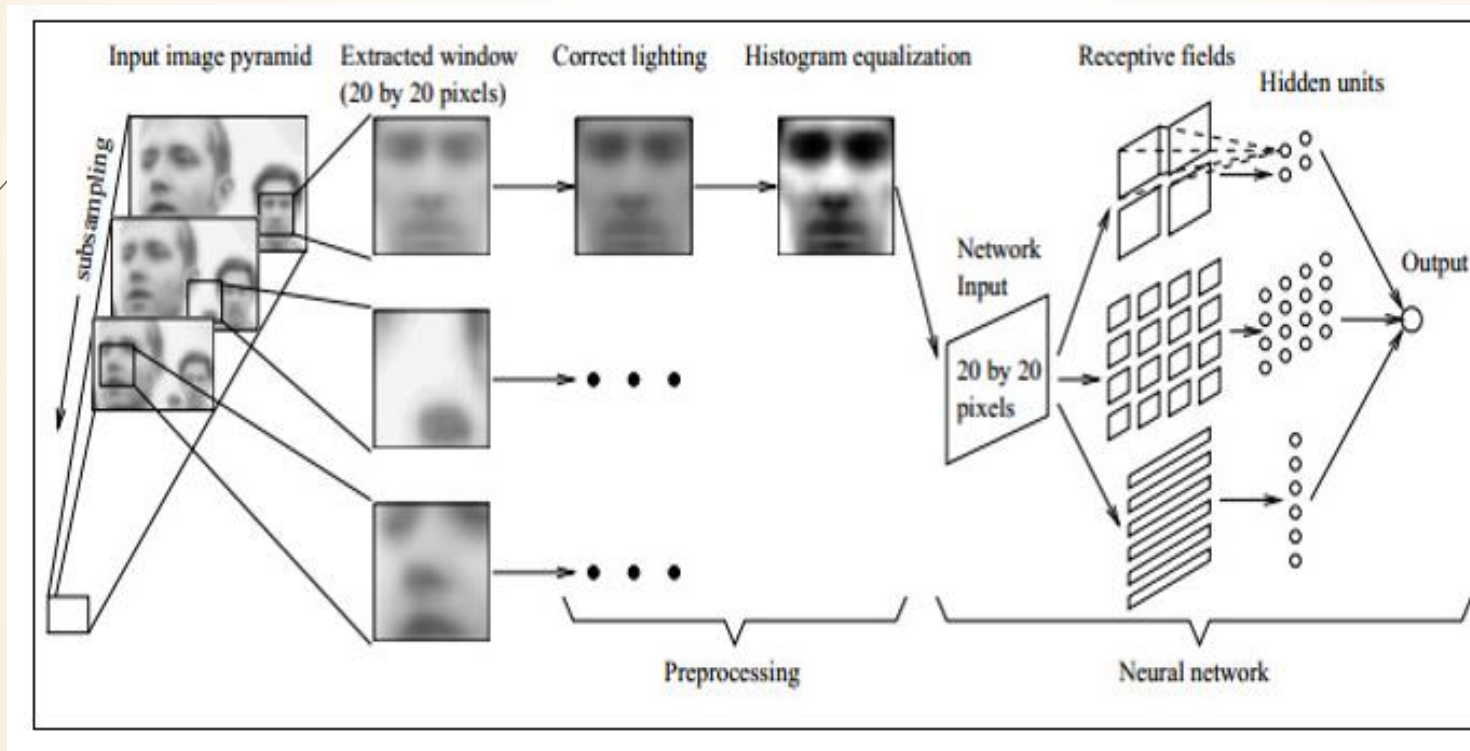 Input image pyramid
Extracted window
(20 by 20 pixels)
Correct lighting
Histogram equalization
Receptive fields
Hidden units
subsampling
Network
Input
20 by 20
pixels
Output
Preprocessing
Neural network